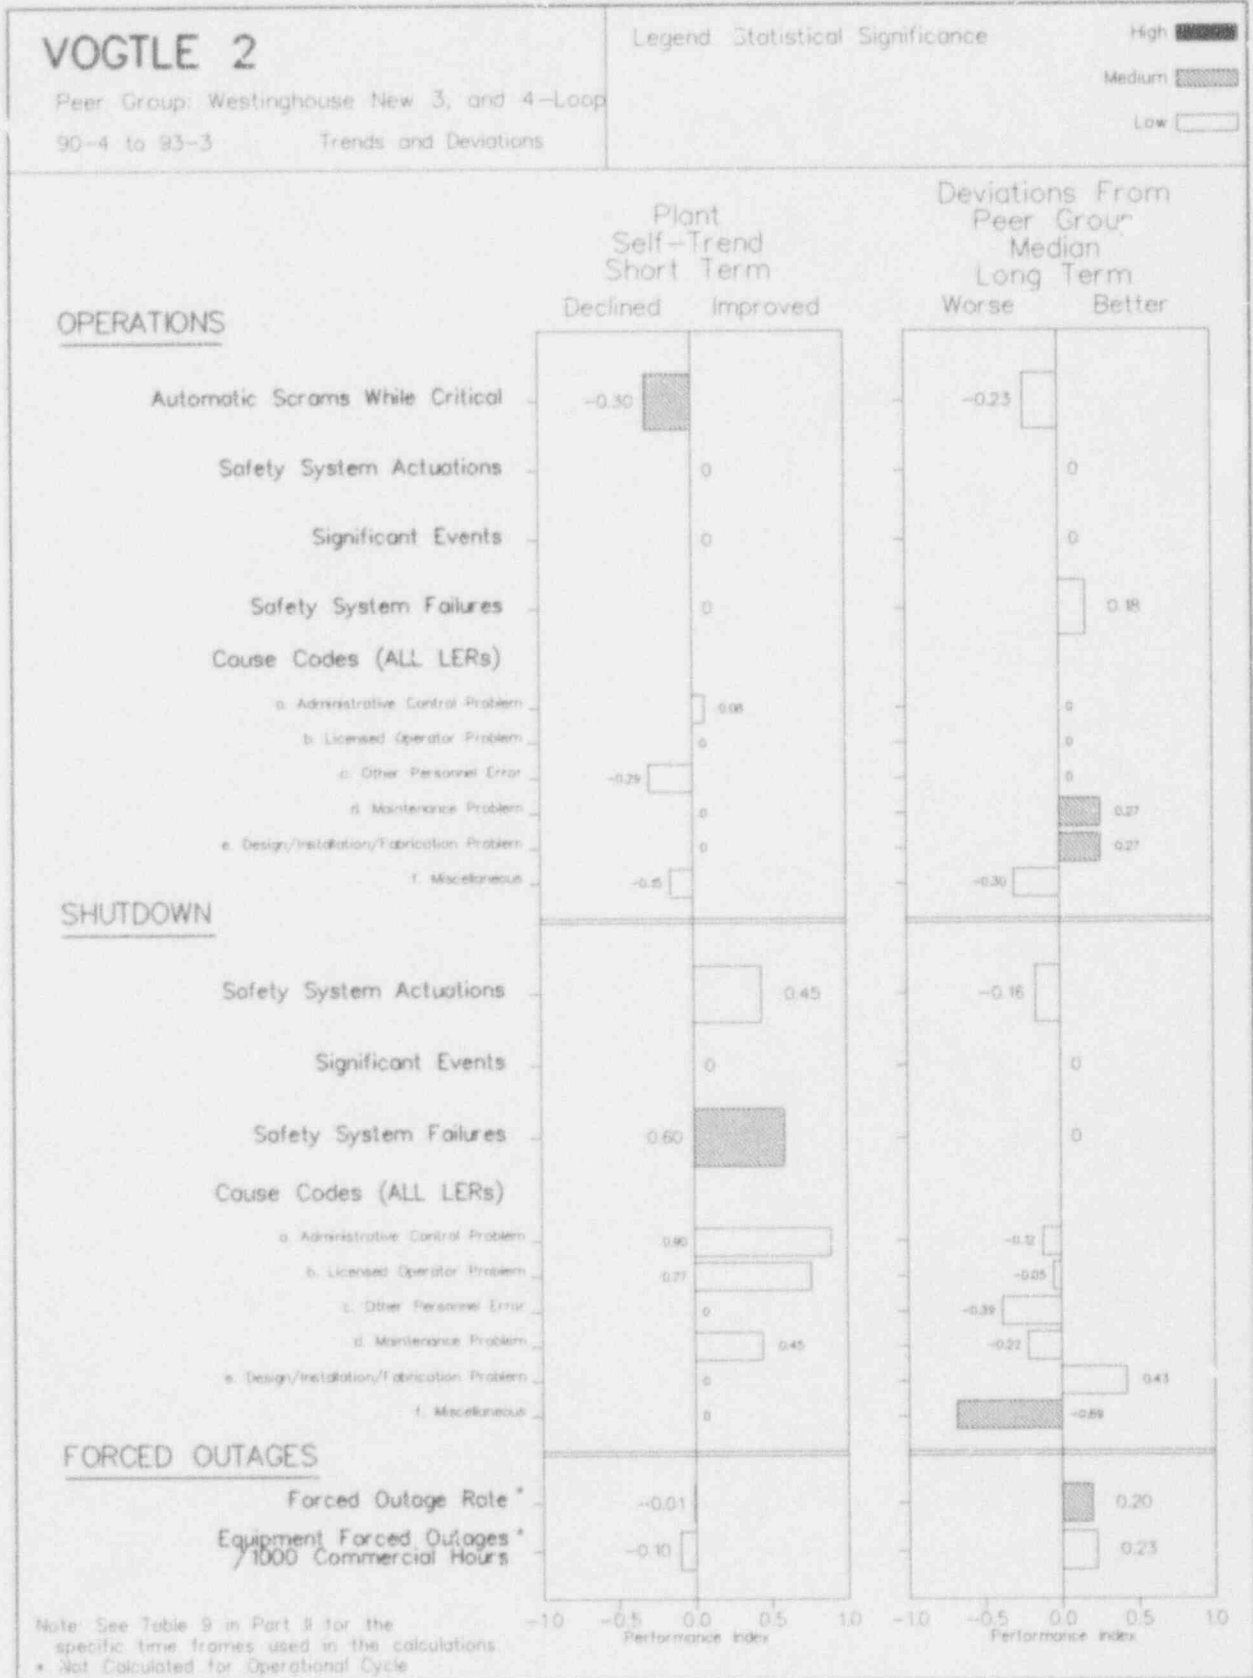 VOGTLE 2
Peer Group: Westinghouse New 3, and 4-Loop
90-4 to 93-3 Trends and Deviations
Legend Statistical Significance
High
Medium
Low
Plant
Self-Trend
Short Term
Declined Improved
Deviations From
Peer Group
Median
Long Term
Worse Better
OPERATIONS
Automatic Scrams While Critical -0.30 -0.23
Safety System Actuations 0 0
Significant Events 0 0
Safety System Failures 0 0.18
Cause Codes (ALL LERs)
a. Administrative Control Problem 0.08 0
b. Licensed Operator Problem 0 0
c. Other Personnel Error -0.29 0
d. Maintenance Problem 0 0.27
e. Design/Installation/Fabrication Problem 0 0.27
f. Miscellaneous -0.15 -0.30
SHUTDOWN
Safety System Actuations 0.45 -0.16
Significant Events 0 0
Safety System Failures 0.60 0
Cause Codes (ALL LERs)
a. Administrative Control Problem 0.90 -0.12
b. Licensed Operator Problem 0.77 -0.05
c. Other Personnel Error 0 -0.39
d. Maintenance Problem 0.45 -0.22
e. Design/Installation/Fabrication Problem 0 0.43
f. Miscellaneous 0 -0.69
FORCED OUTAGES
Forced Outage Rate * -0.01 0.20
Equipment Forced Outages *
/1000 Commercial Hours -0.10 0.23
-1.0 -0.5 0.0 0.5 1.0
Performance Index
-1.0 -0.5 0.0 0.5 1.0
Performance Index
Note: See Table 9 in Part II for the
specific time frames used in the calculations
* Not Calculated for Operational Cycle